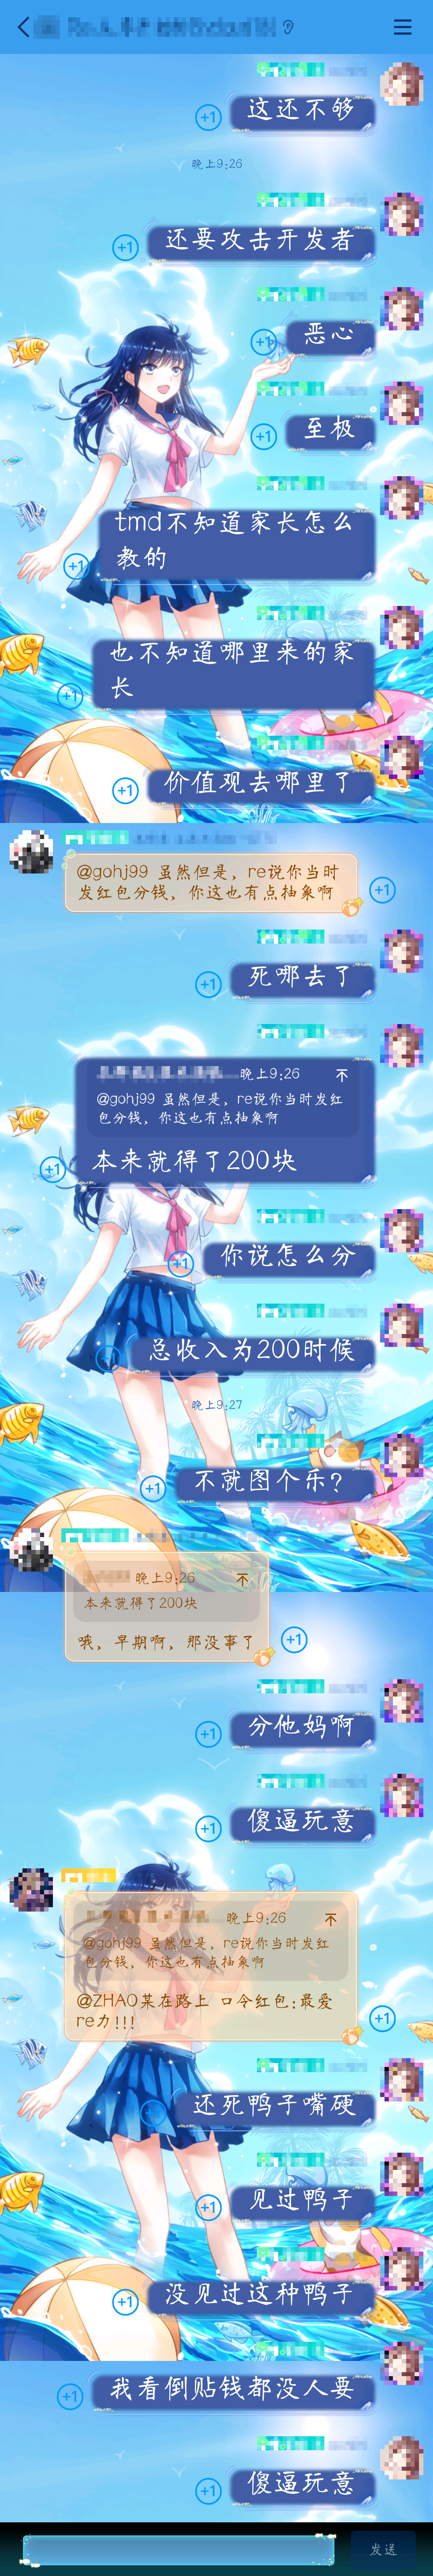 +1
这还不够
晚上9:26
+1
还要攻击开发者
+1
恶心
+1
至极
+1
tmd不知道家长怎么
教的
+1
也不知道哪里来的家
长
+1
价值观去哪里了
@gohj99 虽然但是，re说你当时
发红包分钱，你这也有点抽象啊
+1
+1
死哪去了
晚上9:26
@gohj99 虽然但是，re说你当时发红
包分钱，你这也有点抽象啊
+1
本来就得了200块
+1
你说怎么分
+1
总收入为200时候
晚上9:27
+1
不就图个乐？
晚上9:26
本来就得了200块
哦，早期啊，那没事了
+1
+1
分他妈啊
+1
傻逼玩意
晚上9:26
@gohj99 虽然但是，re说你当时发红
包分钱，你这也有点抽象啊
@ZHAO某在路上 口令红包:最爱
re力!!!
+1
+1
还死鸭子嘴硬
+1
见过鸭子
+1
没见过这种鸭子
+1
我看倒贴钱都没人要
+1
傻逼玩意
发送